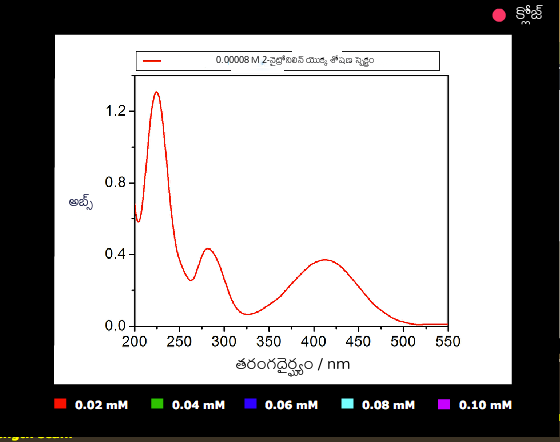 క్లోజ్
0.00008 M 2-నైట్రోనిలిన్ యొక్క శోషణ స్పెక్ట్రం
1.2
0.8
0.4
0.0
అబ్స్
200 250 300 350 400 450 500 550
తరంగదైర్ఘ్యం / nm
0.02 mM 0.04 mM 0.06 mM 0.08 mM 0.10 mM